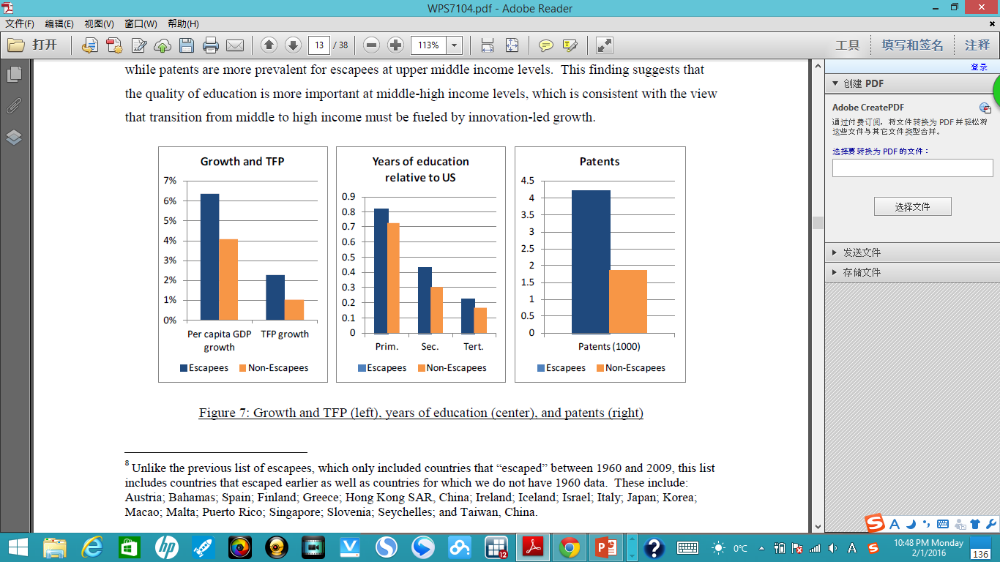 WPS7104.pdf - Adobe Reader
文件(F) 编辑(E) 视图(V) 窗口(W) 帮助(H)
打开 13 / 38 113% 工具 填写和签名 注释
while patents are more prevalent for escapees at upper middle income levels. This finding suggests that
the quality of education is more important at middle-high income levels, which is consistent with the view
that transition from middle to high income must be fueled by innovation-led growth.
Growth and TFP
7%
6%
5%
4%
3%
2%
1%
0%
Per capita GDP TFP growth
growth
Escapees Non-Escapees
Years of education
relative to US
0.9
0.8
0.7
0.6
0.5
0.4
0.3
0.2
0.1
0
Prim. Sec. Tert.
Escapees Non-Escapees
Patents
4.5
4
3.5
3
2.5
2
1.5
1
0.5
0
Patents (1000)
Escapees Non-Escapees
Figure 7: Growth and TFP (left), years of education (center), and patents (right)
8 Unlike the previous list of escapees, which only included countries that “escaped” between 1960 and 2009, this list
includes countries that escaped earlier as well as countries for which we do not have 1960 data. These include:
Austria; Bahamas; Spain; Finland; Greece; Hong Kong SAR, China; Ireland; Iceland; Israel; Italy; Japan; Korea;
Macao; Malta; Puerto Rico; Singapore; Slovenia; Seychelles; and Taiwan, China.
登录
创建 PDF
Adobe CreatePDF
通过付费订阅，将文件转换为 PDF 并轻松将
这些文件与其它文件类型合并。
选择要转换为 PDF 的文件：
选择文件
发送文件
存储文件
S A
hp V S 12 P ? 0°C A S 10:48 PM Monday
2/1/2016
136